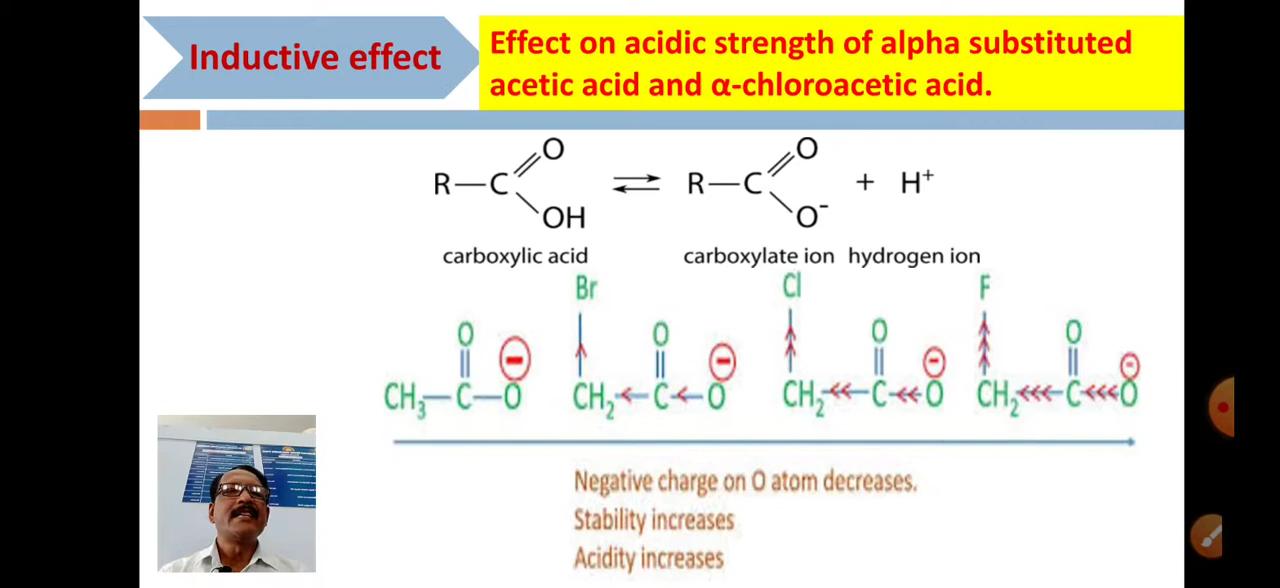 Inductive effect
Effect on acidic strength of alpha substituted
acetic acid and α-chloroacetic acid.
O O
R—C ⇌ R—C + H⁺
OH O⁻
carboxylic acid carboxylate ion hydrogen ion
Br Cl F
O O O O
CH₃—C—O CH₂ C O CH₂ C O CH₂ C O
Negative charge on O atom decreases.
Stability increases
Acidity increases